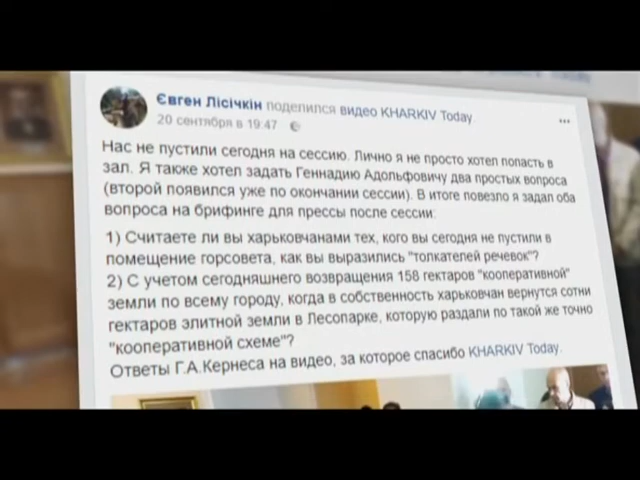 Євген Лісічкін поделился видео KHARKIV Today
20 сентября в 19:47
Нас не пустили сегодня на сессию. Лично я не просто хотел попасть в
зал. Я также хотел задать Геннадию Адольфовичу два простых вопроса
(второй появился уже по окончании сессии). В итоге повезло я задал оба
вопроса на брифинге для прессы после сессии:
1) Считаете ли вы харьковчанами тех, кого вы сегодня не пустили в
помещение горсовета, как вы выразились "толкателей речевок"?
2) С учетом сегодняшнего возвращения 158 гектаров "кооперативной"
земли по всему городу, когда в собственность харьковчан вернутся сотни
гектаров элитной земли в Лесопарке, которую раздали по такой же точно
"кооперативной схеме"?
Ответы Г.А.Кернеса на видео, за которое спасибо KHARKIV Today.